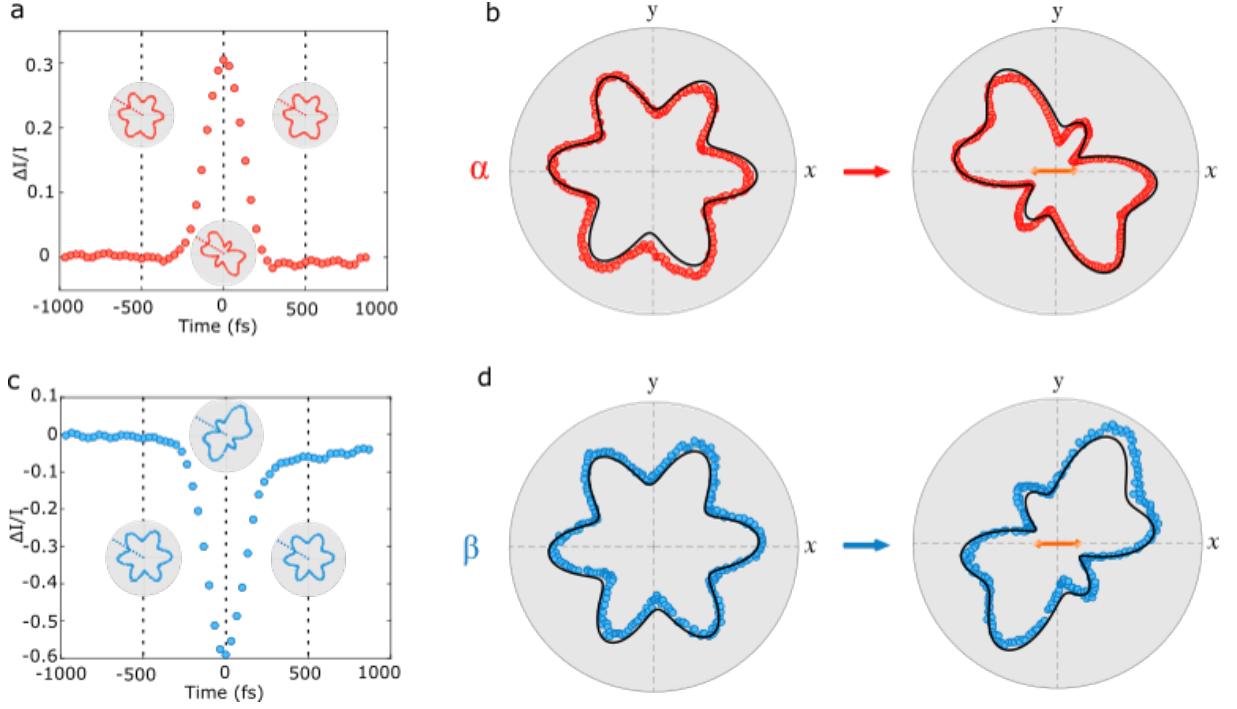 a
ΔI/I
0.3
0.2
0.1
0
-1000
-500
0
500
1000
Time (fs)
b
y
x
α
y
x
c
ΔI/I
0.1
0
-0.1
-0.2
-0.3
-0.4
-0.5
-0.6
-1000
-500
0
500
1000
Time (fs)
d
y
x
β
y
x